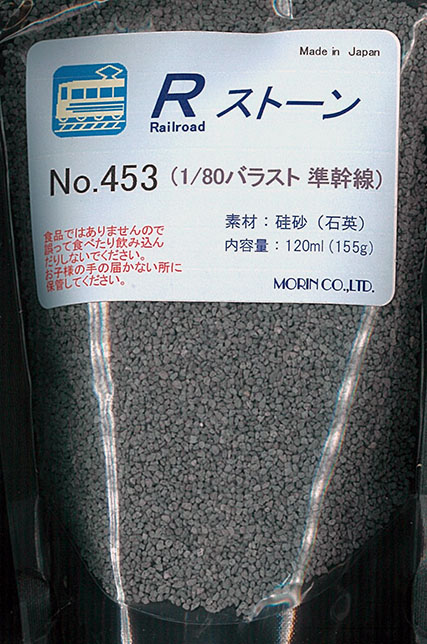 Made in Japan
R ストーン
Railroad
No.453 (1/80バラスト 準幹線)
素材：硅砂（石英）
内容量：120ml(155g)
食品ではありませんので
誤って食べたり飲み込ん
だりしないでください。
お子様の手の届かない所に
保管してください。
MORIN CO.,LTD.